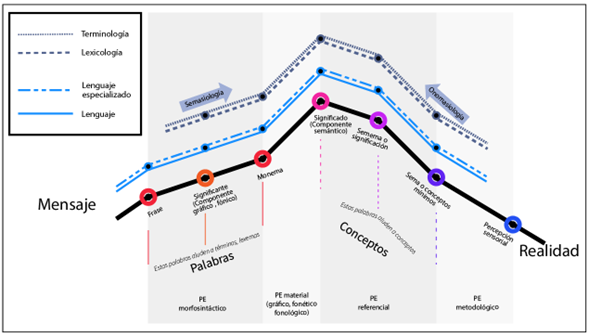 Terminología
Lexicología
Lenguaje
especializado
Lenguaje
Semasiología
Onomasiología
Mensaje
Frase
Significante
(Componente
gráfico, fónico)
Monema
Significado
(Componente
semántico)
Semema o
significación
Sema o conceptos
mínimos
Percepción
sensorial
Realidad
Estas palabras aluden a términos, lexemas
Palabras
Estas palabras aluden a conceptos
Conceptos
PE
morfosintáctico
PE material
(gráfico, fonético
fonológico)
PE
referencial
PE
metodológico